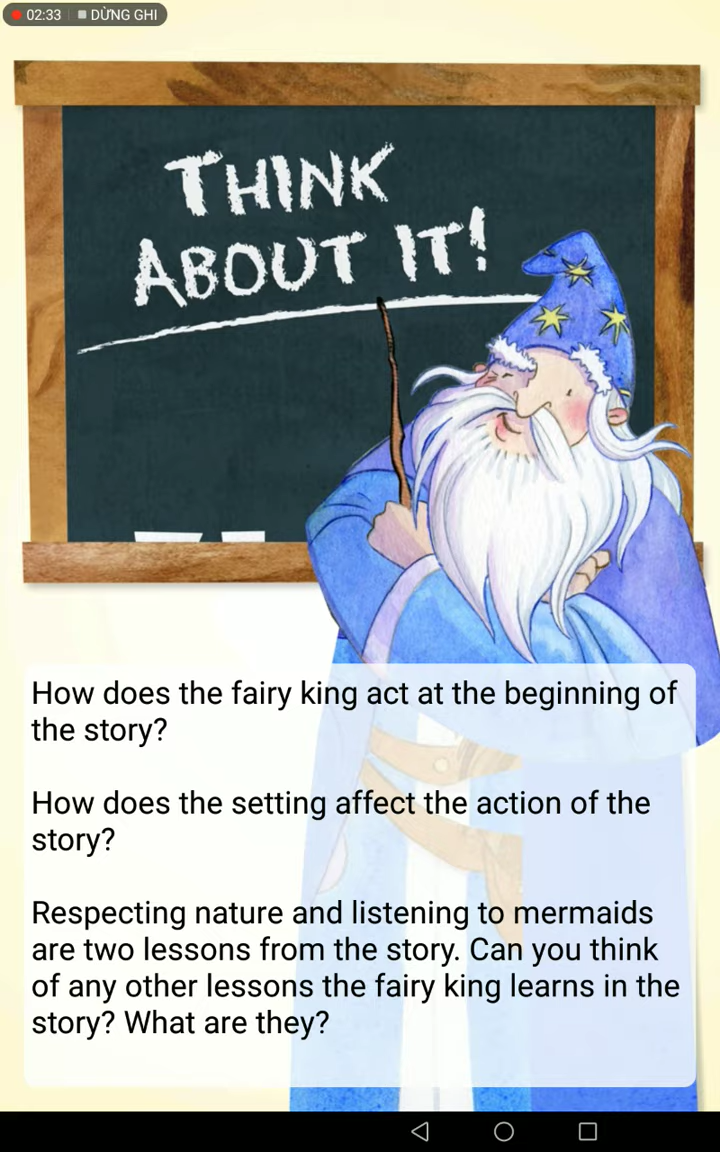 02:33 DỪNG GHI
THINK
ABOUT IT!
How does the fairy king act at the beginning of
the story?
How does the setting affect the action of the
story?
Respecting nature and listening to mermaids
are two lessons from the story. Can you think
of any other lessons the fairy king learns in the
story? What are they?